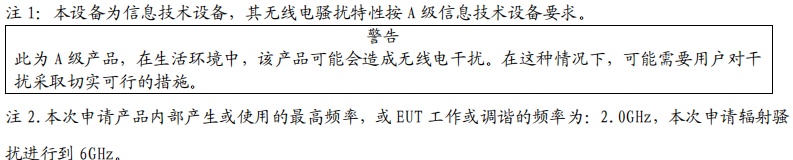 注 1: 本设备为信息技术设备，其无线电骚扰特性按 A 级信息技术设备要求。
警告
此为 A 级产品，在生活环境中，该产品可能会造成无线电干扰。在这种情况下，可能需要用户对干
扰采取切实可行的措施。
注 2.本次申请产品内部产生或使用的最高频率，或 EUT 工作或调谐的频率为: 2.0GHz，本次申请辐射骚
扰进行到 6GHz。